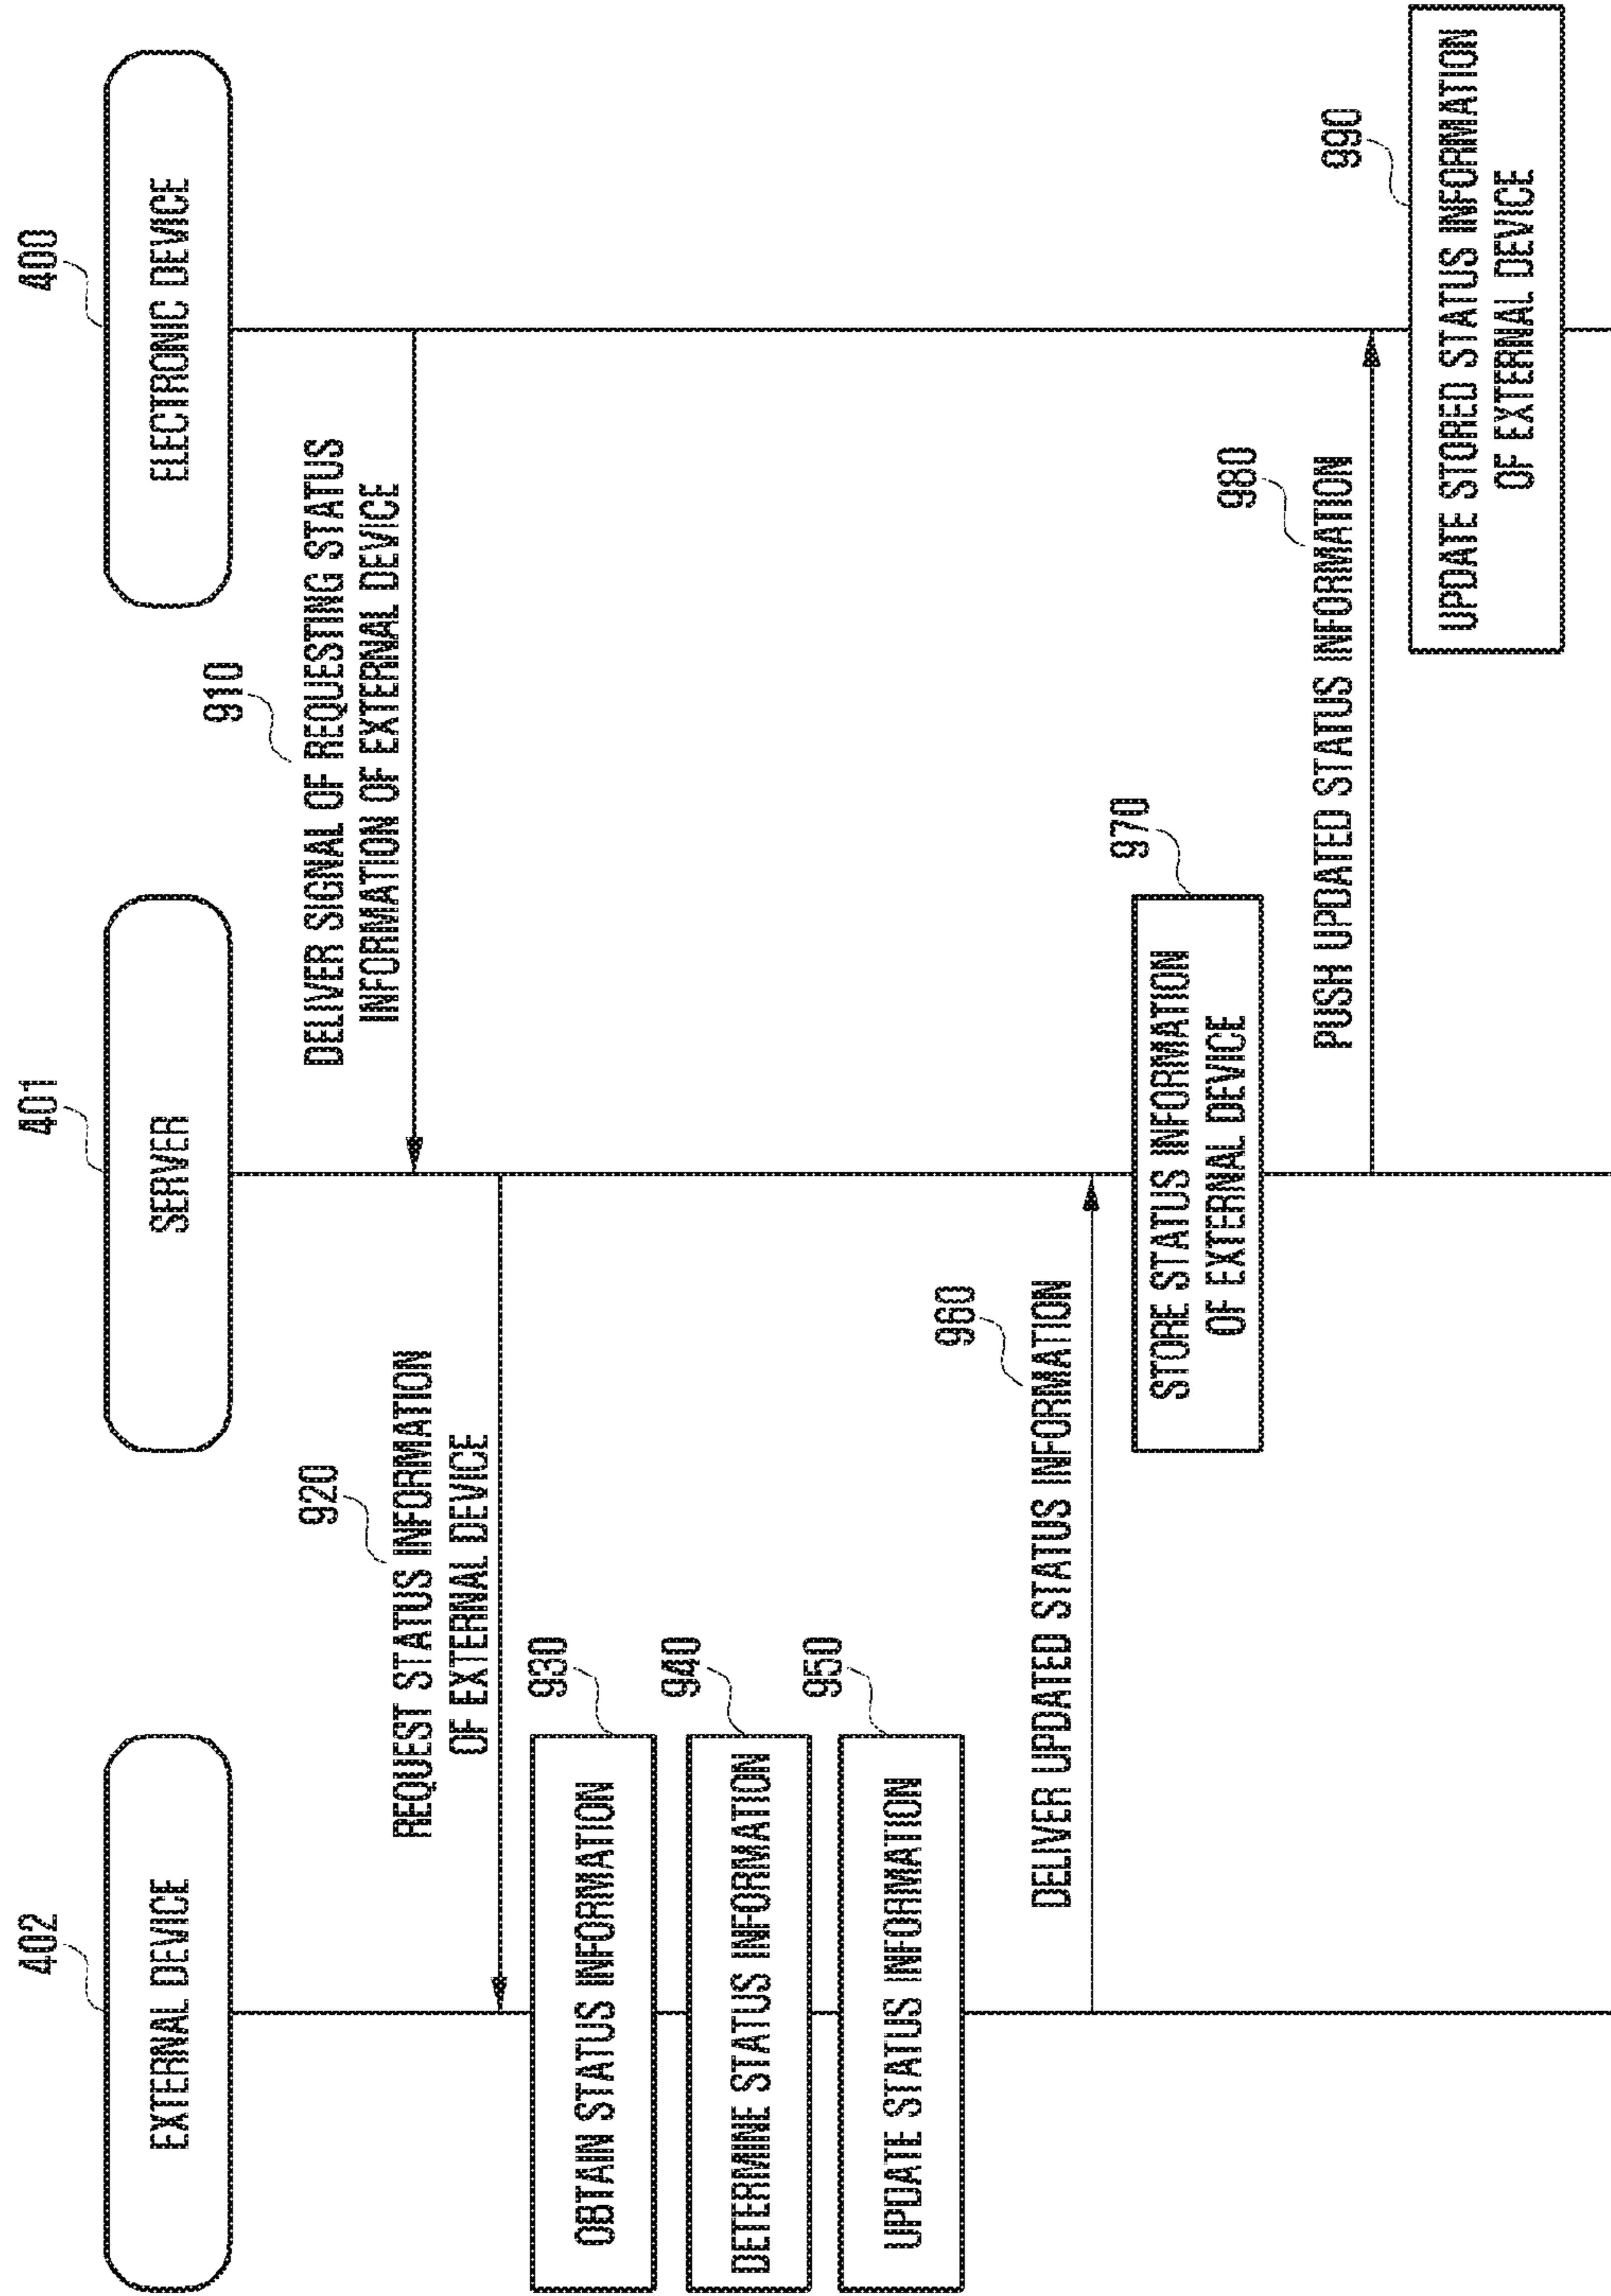 402
EXTERNAL DEVICE
401
SERVER
400
ELECTRONIC DEVICE
910
DELIVER SIGNAL OF REQUESTING STATUS
INFORMATION OF EXTERNAL DEVICE
920
REQUEST STATUS INFORMATION
OF EXTERNAL DEVICE
930
OBTAIN STATUS INFORMATION
940
DETERMINE STATUS INFORMATION
950
UPDATE STATUS INFORMATION
960
DELIVER UPDATED STATUS INFORMATION
970
STORE STATUS INFORMATION
OF EXTERNAL DEVICE
980
PUSH UPDATED STATUS INFORMATION
990
UPDATE STORED STATUS INFORMATION
OF EXTERNAL DEVICE